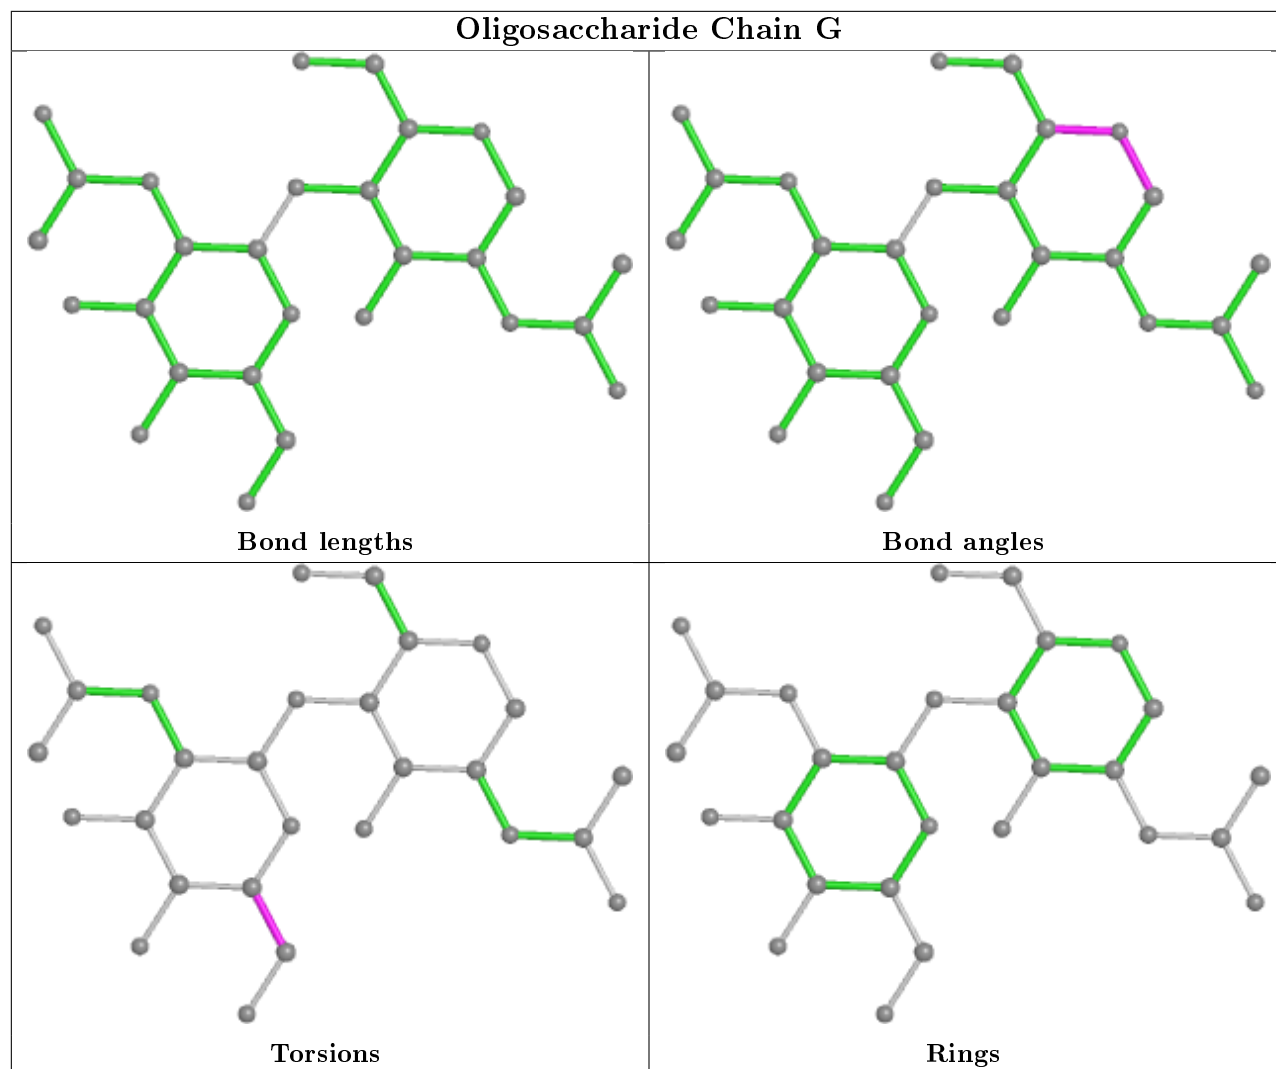 Oligosaccharide Chain G
Bond lengths
Bond angles
Torsions
Rings